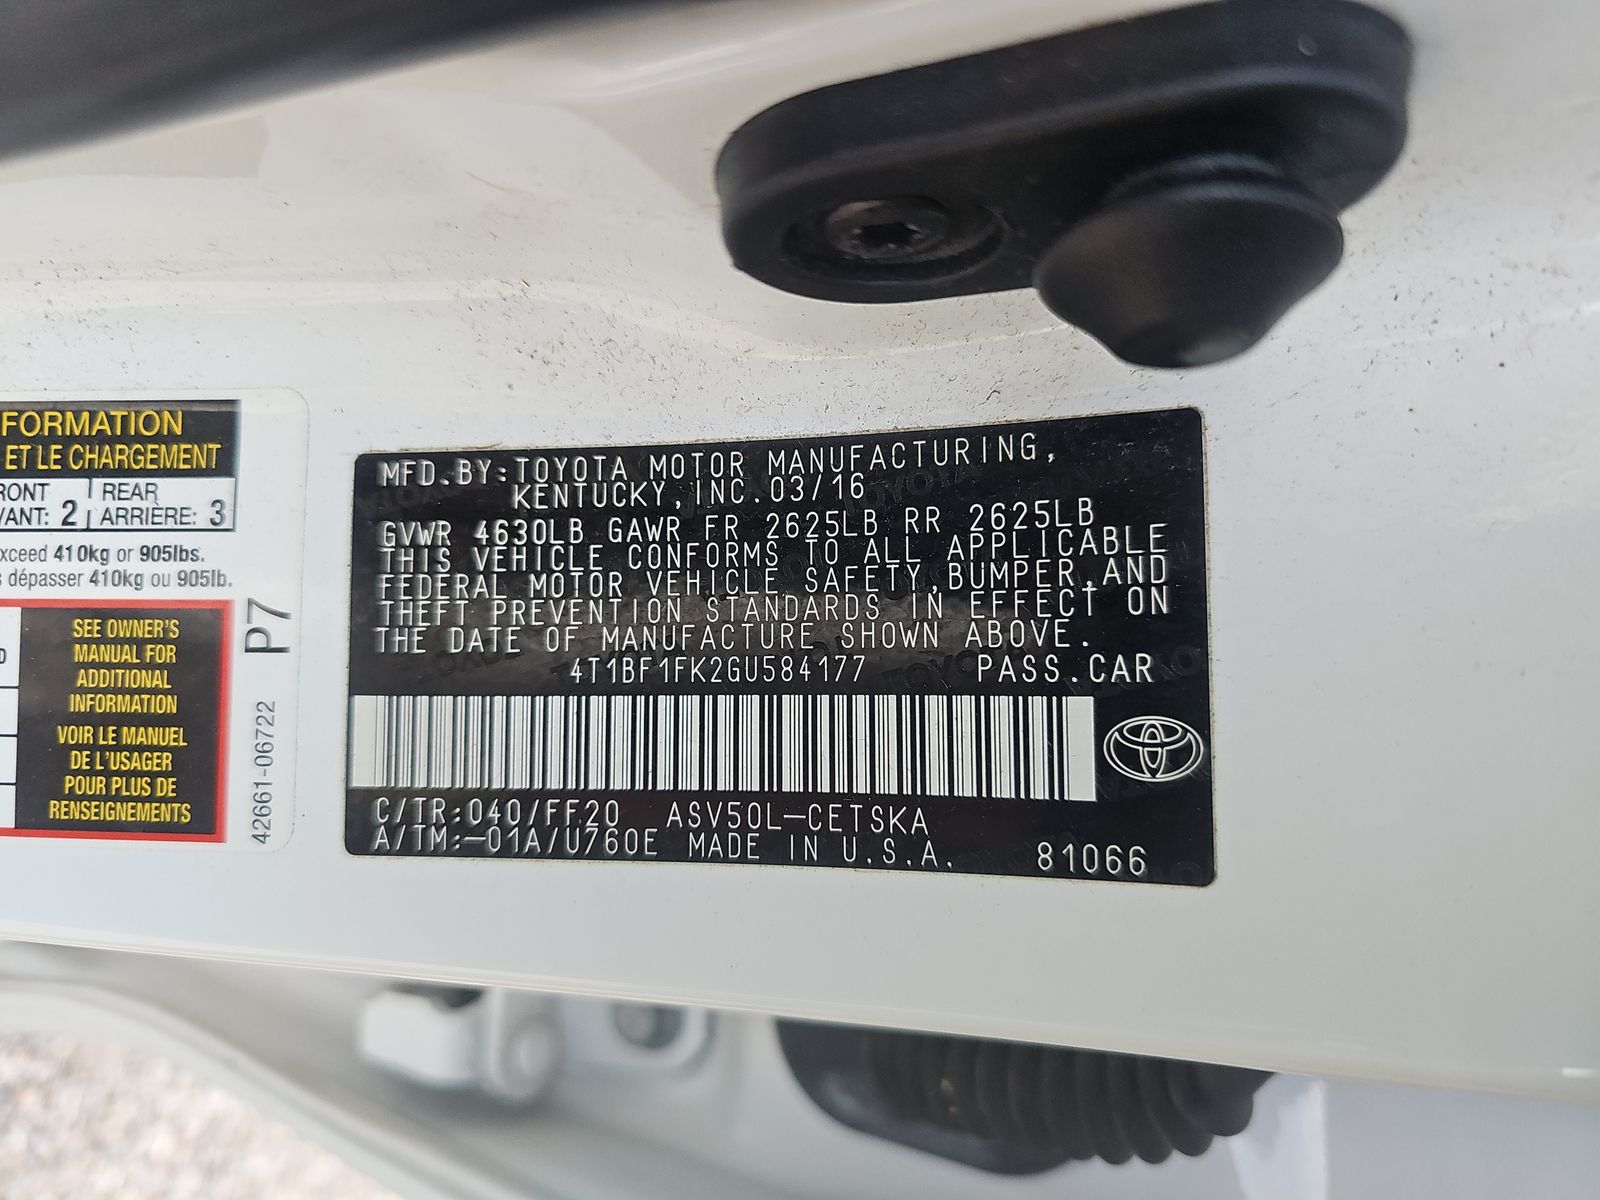 FORMATION
ET LE CHARGEMENT
RONT
VANT: 2
REAR
ARRIÈRE: 3
xceed 410kg or 905lbs.
s dépasser 410kg ou 905lb.
D
SEE OWNER'S
MANUAL FOR
ADDITIONAL
INFORMATION
VOIR LE MANUEL
DE L'USAGER
POUR PLUS DE
RENSEIGNEMENTS
P7
42661-06722
MFD.BY:TOYOTA MOTOR MANUFACTURING,
KENTUCKY,INC.03/16
GVWR 4630LB GAWR FR 2625LB RR 2625LB
THIS VEHICLE CONFORMS TO ALL APPLICABLE
FEDERAL MOTOR VEHICLE SAFETY,BUMPER,AND
THEFT PREVENTION STANDARDS IN EFFECT ON
THE DATE OF MANUFACTURE SHOWN ABOVE.
4T1BF1FK2GU584177 PASS.CAR
C/TR:040/FF20 ASV50L-CETSKA
A/TM:-01A/U760E MADE IN U.S.A. 81066